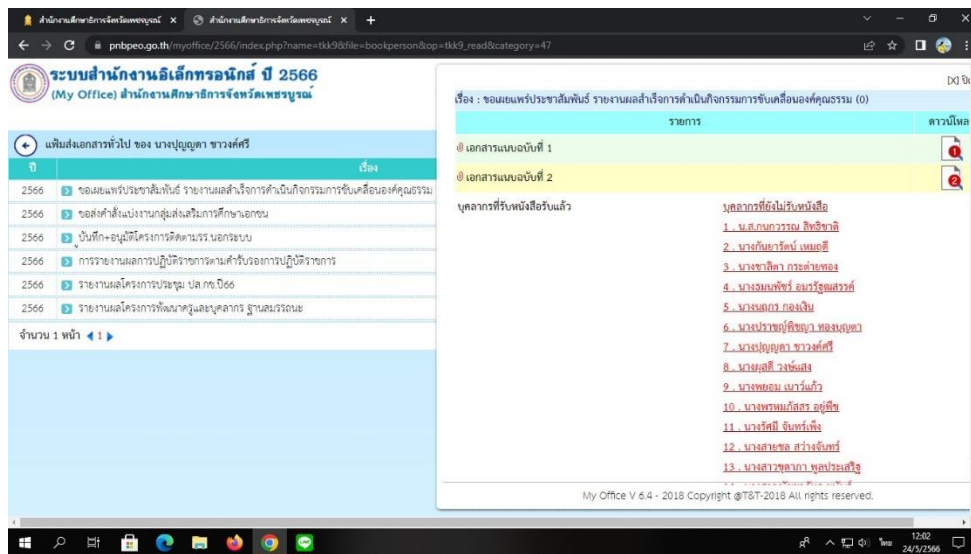 สำนักงานศึกษาธิการจังหวัดเพชรบูรณ์
สำนักงานศึกษาธิการจังหวัดเพชรบูรณ์
pnbpeo.go.th/myoffice/2566/index.php?name=tkk9&file=bookperson&op=tkk9_read&category=47
ระบบสำนักงานอิเล็กทรอนิกส์ ปี 2566
(My Office) สำนักงานศึกษาธิการจังหวัดเพชรบูรณ์
แฟ้มส่งเอกสารทั่วไป ของ นางปุญญตา ชาวงศ์ศรี
ปี เรื่อง
2566 ขอเผยแพร่ประชาสัมพันธ์ รายงานผลสำเร็จการดำเนินกิจกรรมการขับเคลื่อนองค์คุณธรรม
2566 ขอส่งคำสั่งแบ่งงานกลุ่มส่งเสริมการศึกษาเอกชน
2566 บันทึก+อนุมัติโครงการติดตามรร.นอกระบบ
2566 การรายงานผลการปฏิบัติราชการตามคำรับรองการปฏิบัติราชการ
2566 รายงานผลโครงการประชุม ปส.กช.ปี66
2566 รายงานผลโครงการพัฒนาครูและบุคลากร ฐานสมรรถนะ
จำนวน 1 หน้า 1
[X]
เรื่อง : ขอเผยแพร่ประชาสัมพันธ์ รายงานผลสำเร็จการดำเนินกิจกรรมการขับเคลื่อนองค์คุณธรรม (0)
รายการ ดาวน์โหล
เอกสารแนบฉบับที่ 1
เอกสารแนบฉบับที่ 2
บุคลากรที่รับหนังสือรับแล้ว
บุคลากรที่ยังไม่รับหนังสือ
1 . น.ส.กนกวรรณ สิทธิชาติ
2 . นางกันยารัตน์ เหมฤดี
3 . นางชาลิตา กระต่ายทอง
4 . นางธมนพัชร์ อมรรัฐเสารรค์
5 . นางนฤกร กองเงิน
6 . นางปราชญ์พิชญา ทองบุญตา
7 . นางปุญญตา ชาวงศ์ศรี
8 . นางผุสดี วงษ์แสง
9 . นางพยอม เนาว์แก้ว
10 . นางพรหมภัสสร อยู่พืช
11 . นางรัศมี จันทร์เพ็ง
12 . นางสายชล สว่างจันทร์
13 . นางสาวชุดาภา พูลประเสริฐ
My Office V 6.4 - 2018 Copyright @T&T-2018 All rights reserved.
ไทย
12:02
24/5/2566